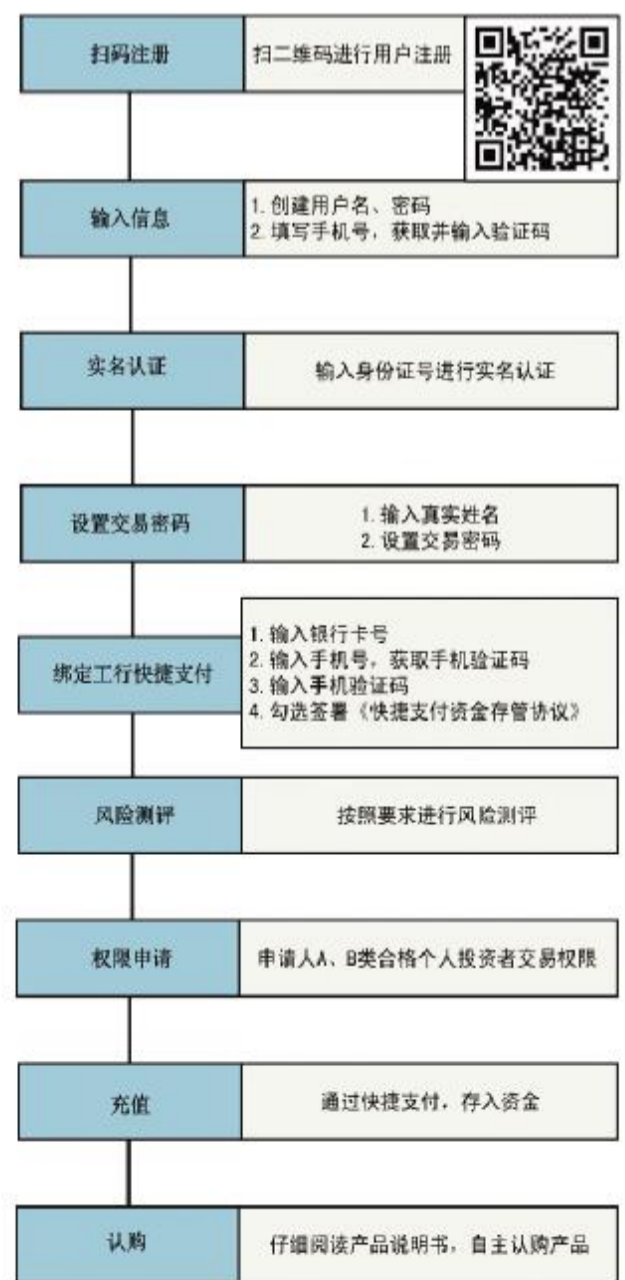 扫码注册
扫二维码进行用户注册
输入信息
1. 创建用户名、密码
2. 填写手机号，获取并输入验证码
实名认证
输入身份证号进行实名认证
设置交易密码
1. 输入真实姓名
2. 设置交易密码
绑定工行快捷支付
1. 输入银行卡号
2. 输入手机号，获取手机验证码
3. 输入手机验证码
4. 勾选签署《快捷支付资金存管协议》
风险测评
按照要求进行风险测评
权限申请
申请人A、B类合格个人投资者交易权限
充值
通过快捷支付，存入资金
认购
仔细阅读产品说明书，自主认购产品